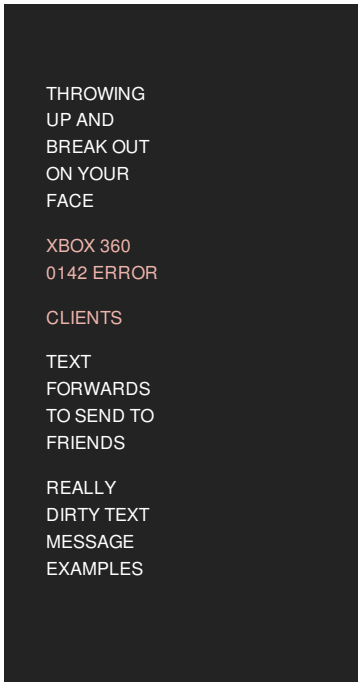 THROWING
UP AND
BREAK OUT
ON YOUR
FACE
XBOX 360
0142 ERROR
CLIENTS
TEXT
FORWARDS
TO SEND TO
FRIENDS
REALLY
DIRTY TEXT
MESSAGE
EXAMPLES